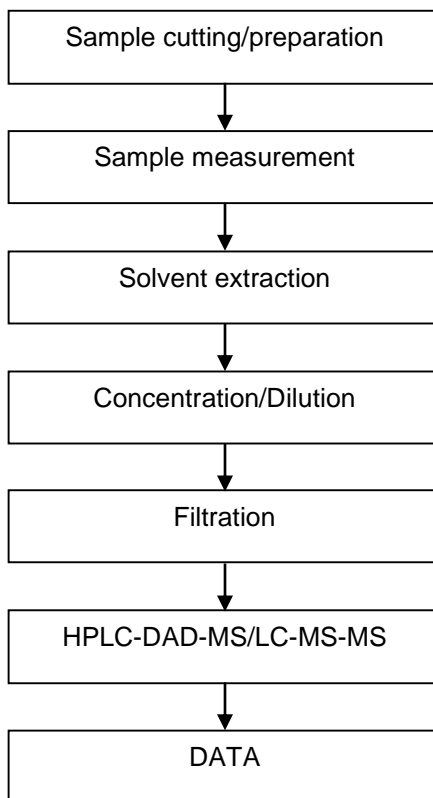 Sample cutting/preparation
Sample measurement
Solvent extraction
Concentration/Dilution
Filtration
HPLC-DAD-MS/LC-MS-MS
DATA